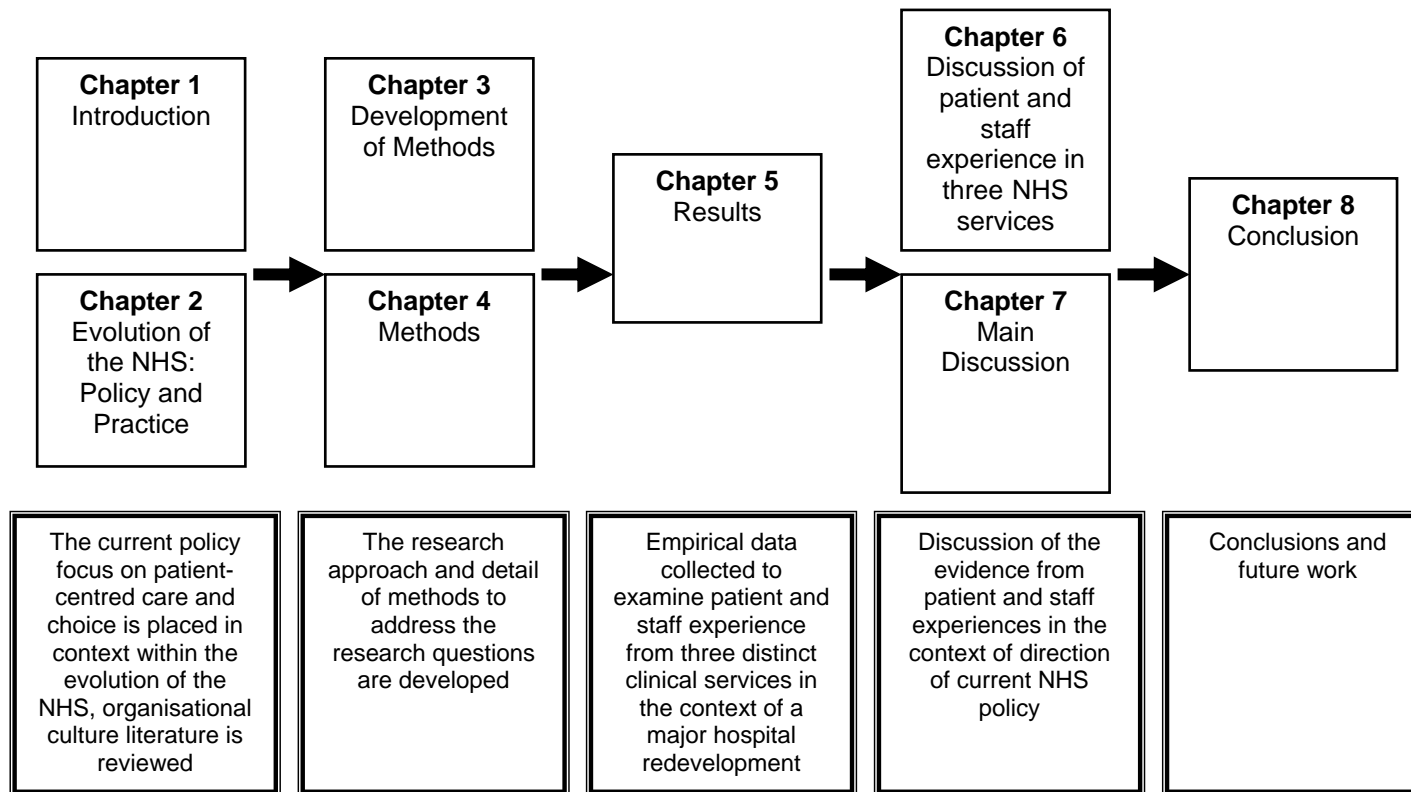 Chapter 1
Introduction
Chapter 2
Evolution of
the NHS:
Policy and
Practice
Chapter 3
Development
of Methods
Chapter 4
Methods
Chapter 5
Results
Chapter 6
Discussion of
patient and
staff
experience in
three NHS
services
Chapter 7
Main
Discussion
Chapter 8
Conclusion
The current policy
focus on patient-
centred care and
choice is placed in
context within the
evolution of the
NHS, organisational
culture literature is
reviewed
The research
approach and detail
of methods to
address the
research questions
are developed
Empirical data
collected to
examine patient and
staff experience
from three distinct
clinical services in
the context of a
major hospital
redevelopment
Discussion of the
evidence from
patient and staff
experiences in the
context of direction
of current NHS
policy
Conclusions and
future work